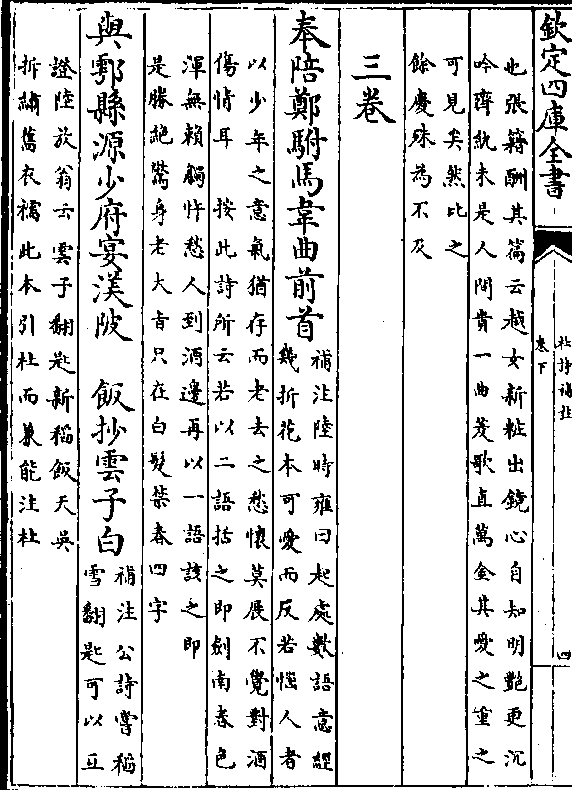 欽定四庫全書
杜詩補註
卷下
四
也張籍酬其篇云越女新粧出鏡心自知明艷更沉
吟齊紈未是人間貴一曲菱歌直萬金其愛之重之
可見矣然比之
餘慶殊為不及
三卷
奉陪鄭駙馬韋曲前首
補注陸時雍曰起處數語意經
幾折花本可愛而反若惱人者
以少年之意氣猶存而老去之愁懷莫展不覺對酒
傷情耳 按此詩所云若以二語括之即劍南春色
渾無賴觸忤愁人到酒邊再以一語該之即
是勝絶驚身老大旨只在白髮禁春四字
與鄠縣源少府宴渼陂 飯抄雲子白
補注公詩嘗稻
雪翻匙可以互
證陸放翁云雲子翻匙新稻飯天吳
拆繡舊衣襦此本引杜而兼能注杜